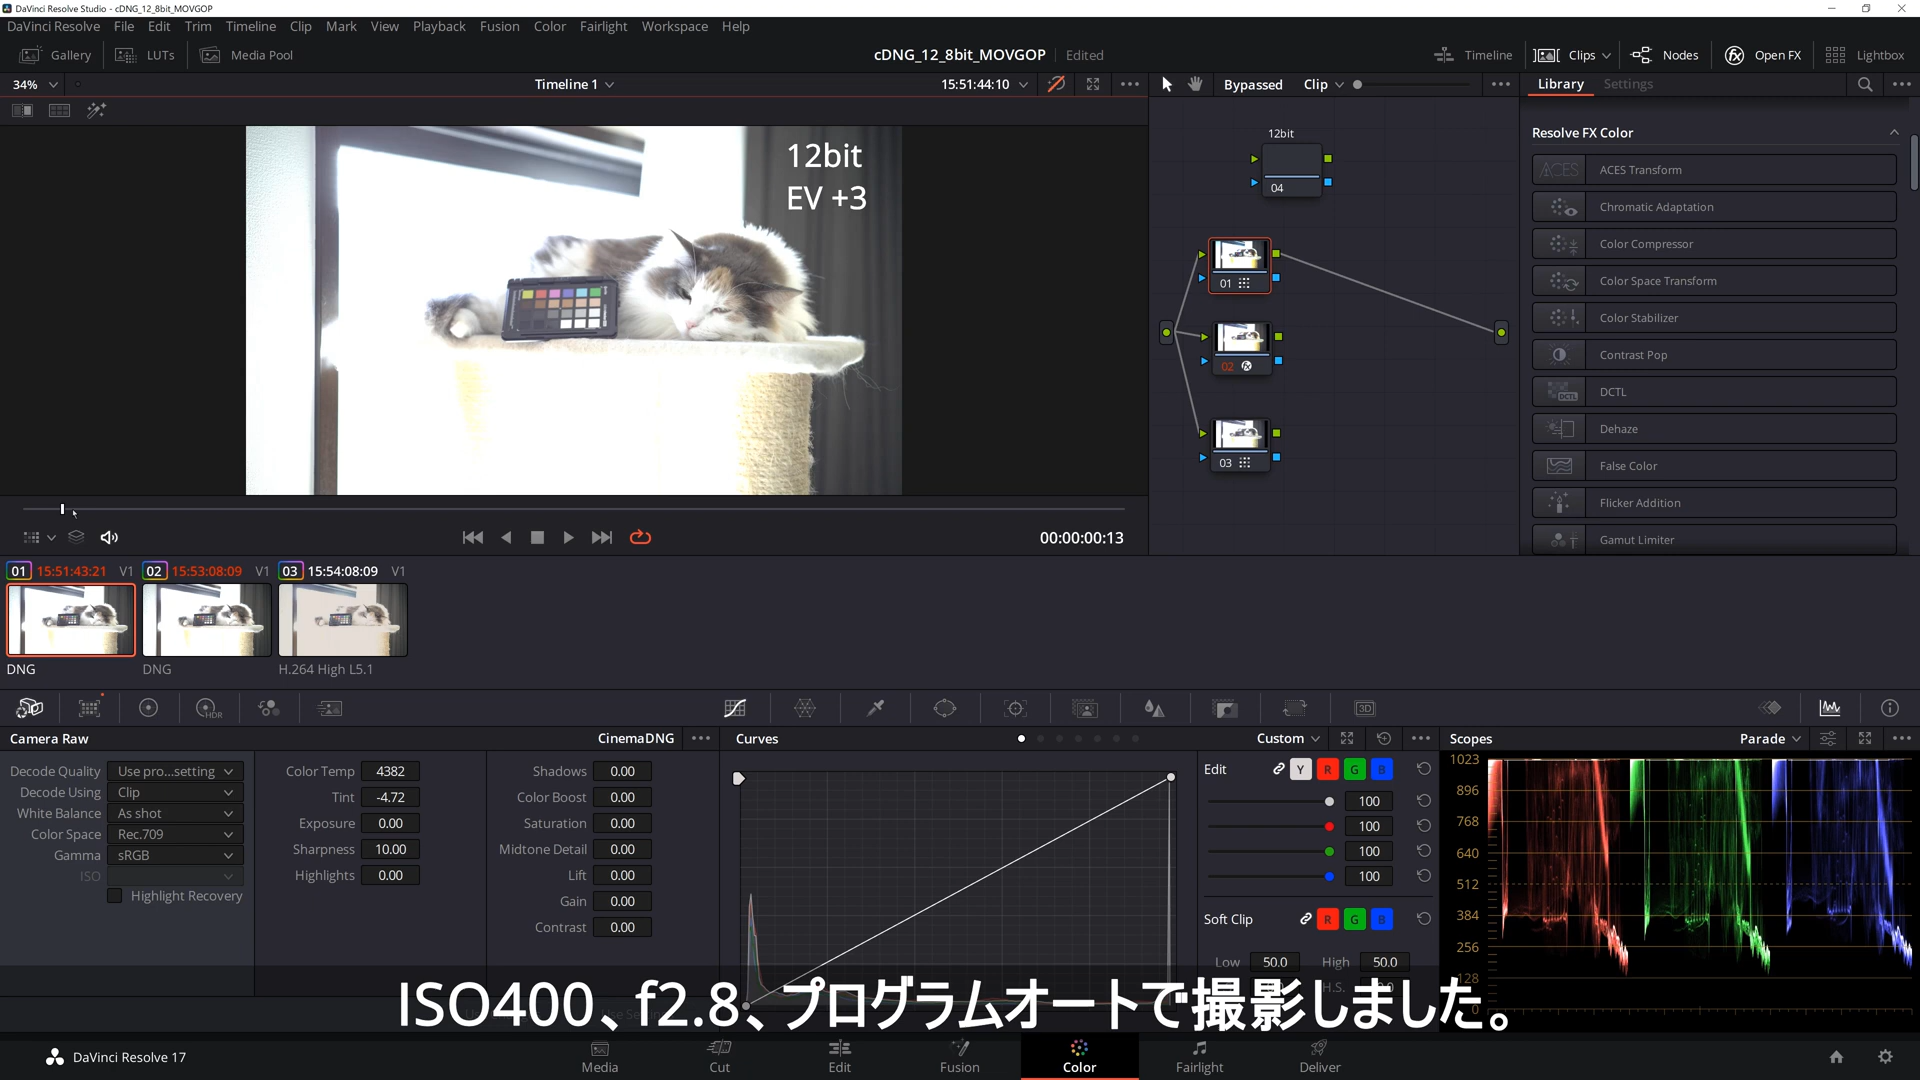 DaVinci Resolve Studio - cDNG_12_8bit_MOVGOP
DaVinci Resolve File Edit Trim Timeline Clip Mark View Playback Fusion Color Fairlight Workspace Help
Gallery LUTs Media Pool cDNG_12_8bit_MOVGOP Edited Timeline Clips Nodes Open FX Lightbox
34% Timeline 1 15:51:44:10 Bypassed Clip Library Settings
12bit
EV +3
12bit
04
01
02
03
Resolve FX Color
ACES ACES Transform
Chromatic Adaptation
Color Compressor
Color Space Transform
Color Stabilizer
Contrast Pop
DCTL DCTL
Dehaze
False Color
Flicker Addition
Gamut Limiter
00:00:00:13
01 15:51:43:21 V1 02 15:53:08:09 V1 03 15:54:08:09 V1
DNG DNG H.264 High L5.1
HDR 3D
Camera Raw CinemaDNG
Decode Quality Use pro...setting
Decode Using Clip
White Balance As shot
Color Space Rec.709
Gamma sRGB
ISO
Highlight Recovery
Color Temp 4382
Tint -4.72
Exposure 0.00
Sharpness 10.00
Highlights 0.00
Shadows 0.00
Color Boost 0.00
Saturation 0.00
Midtone Detail 0.00
Lift 0.00
Gain 0.00
Contrast 0.00
Curves Custom
Edit Y R G B
100
100
100
100
Soft Clip R G B
Low 50.0 High 50.0
Scopes Parade
1023
896
768
640
512
384
256
128
0
ISO400、f2.8、プログラムオートで撮影しました。
DaVinci Resolve 17 Media Cut Edit Fusion Color Fairlight Deliver